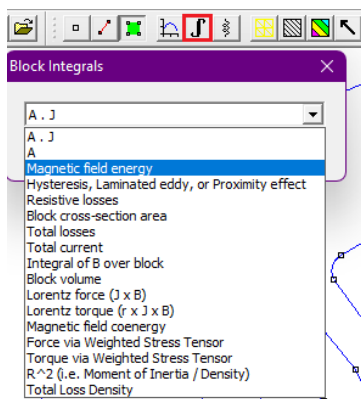 Block Integrals
A . J
A . J
A
Magnetic field energy
Hysteresis, Laminated eddy, or Proximity effect
Resistive losses
Block cross-section area
Total losses
Total current
Integral of B over block
Block volume
Lorentz force (J x B)
Lorentz torque (r x J x B)
Magnetic field coenergy
Force via Weighted Stress Tensor
Torque via Weighted Stress Tensor
R^2 (i.e. Moment of Inertia / Density)
Total Loss Density